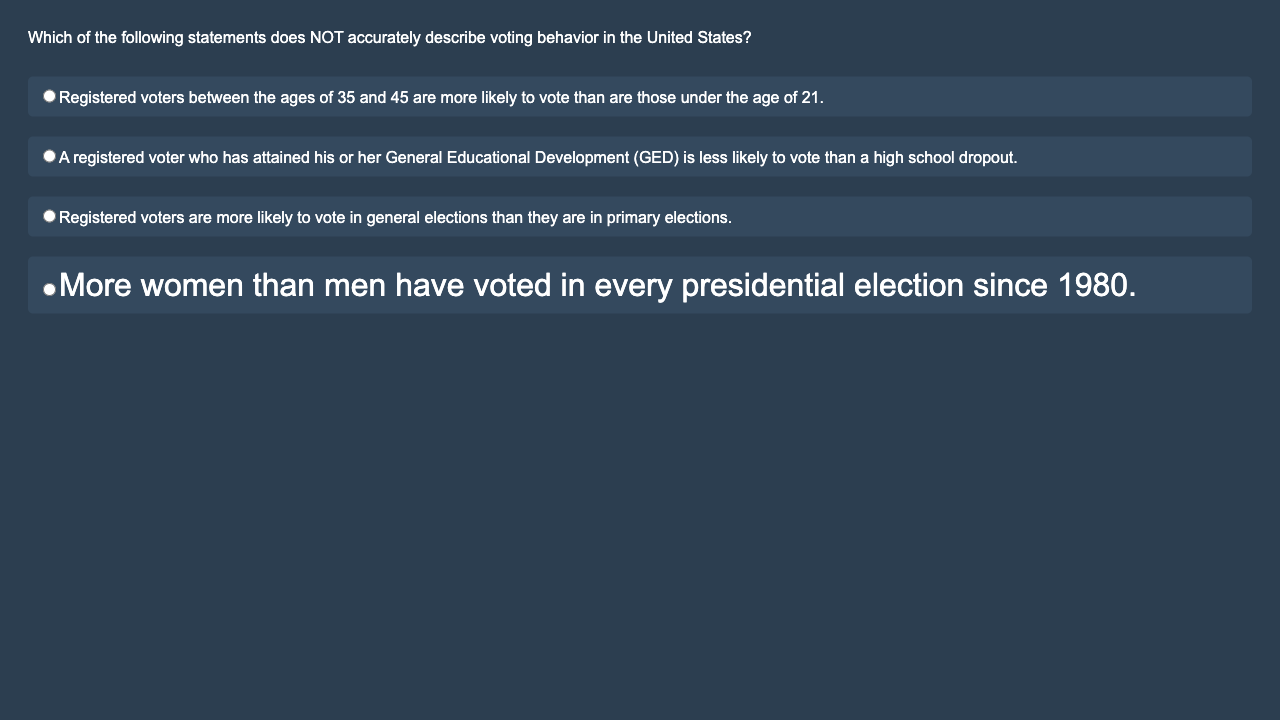 Which of the following statements does NOT accurately describe voting behavior in the United States?
Registered voters between the ages of 35 and 45 are more likely to vote than are those under the age of 21.
A registered voter who has attained his or her General Educational Development (GED) is less likely to vote than a high school dropout.
Registered voters are more likely to vote in general elections than they are in primary elections.
More women than men have voted in every presidential election since 1980.